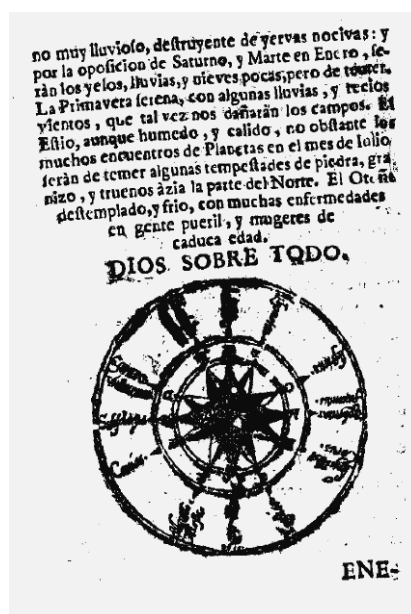 no muy lluvioſo, deſtruyente de yervas nocivas: y
por la opoſicion de Saturno, y Marte en Enero, ſe-
ràn los yelos, lluvias, y nieves pocas, pero de temer.
La Primavera ſerena, con algunas lluvias, y recios
vientos, que tal vez nos dañaràn los campos. El
Eſtio, aunque humedo, y calido, no obſtante los
muchos encuentros de Planetas en el mes de Iulio
ſeràn de temer algunas tempeſtades de piedra, gra
nizo, y truenos àzia la parte del Norte. El Otoño
deſtemplado, y frio, con muchas enfermedades
en gente pueril, y mugeres de
caduca edad.
DIOS SOBRE TODO.
ENE-